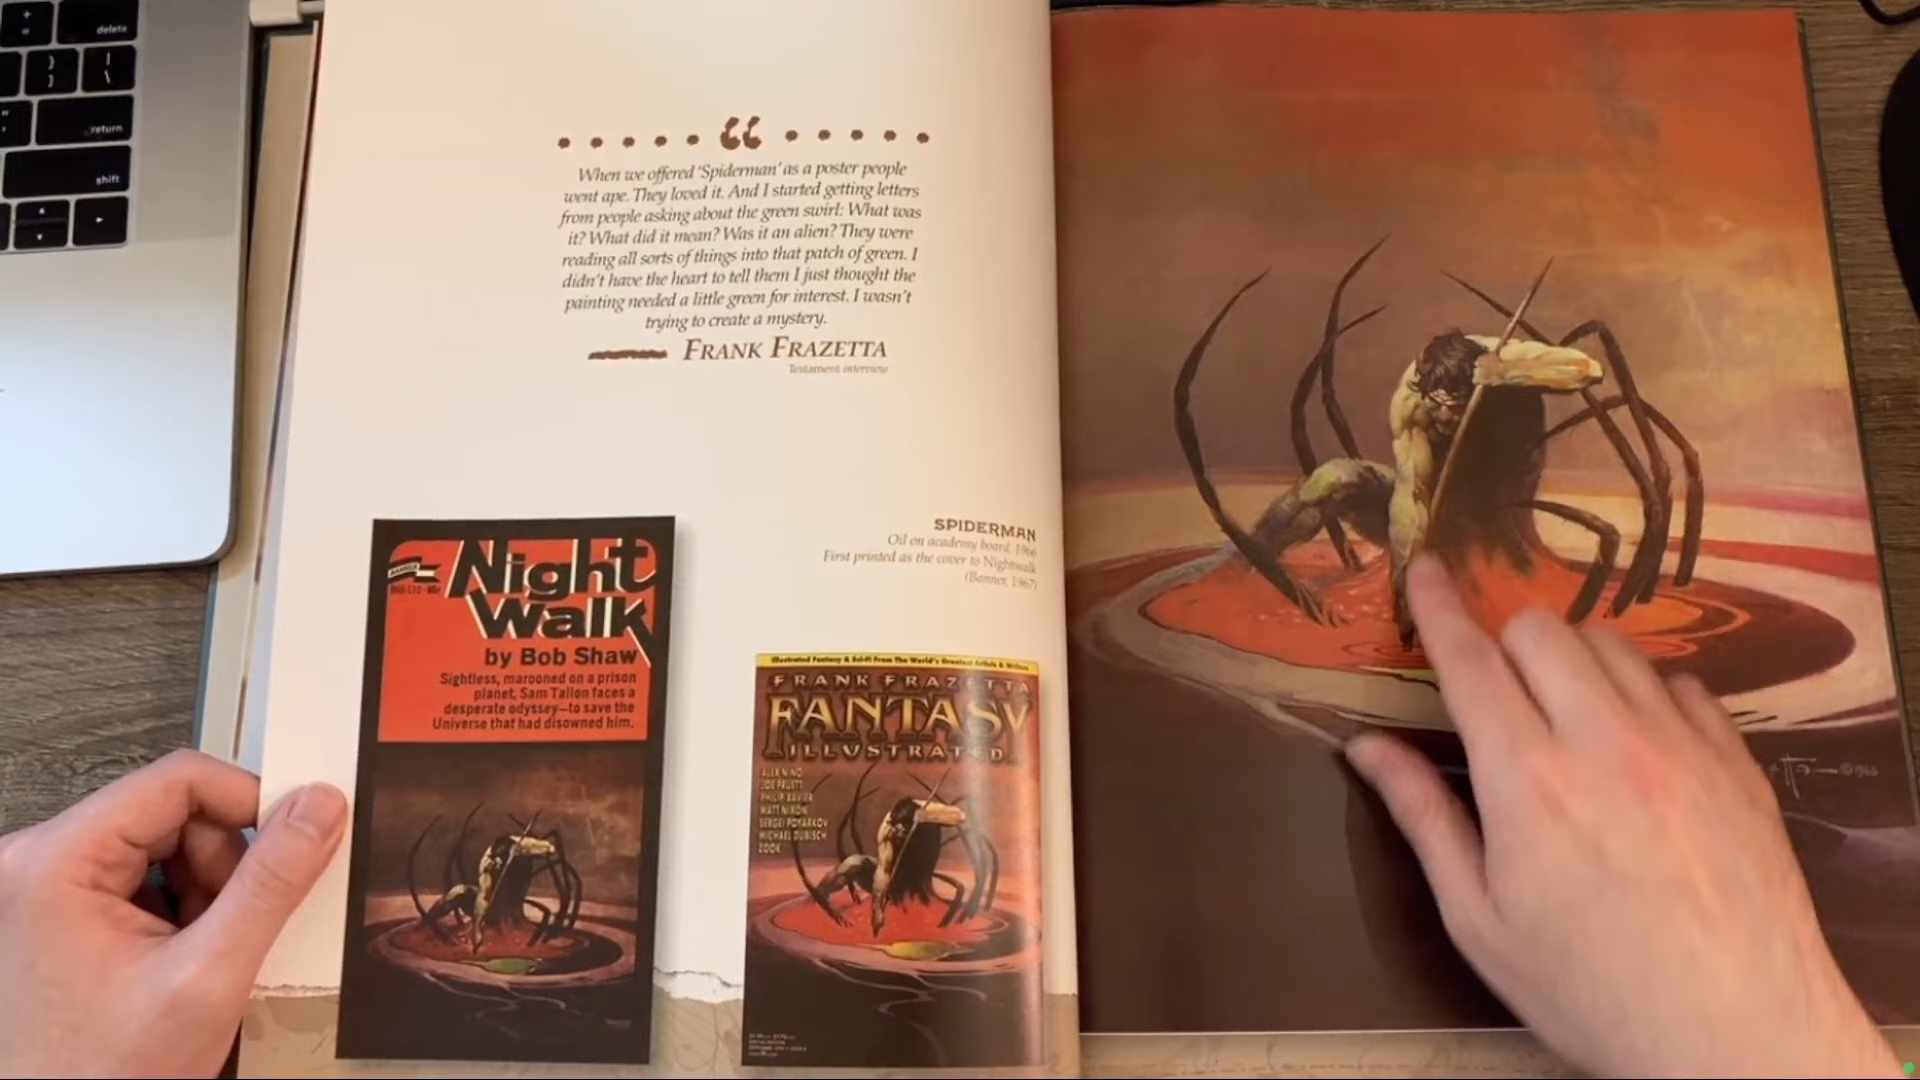 delete
return
shift
“
When we offered ‘Spiderman’ as a poster people
went ape. They loved it. And I started getting letters
from people asking about the green swirl: What was
it? What did it mean? Was it an alien? They were
reading all sorts of things into that patch of green. I
didn’t have the heart to tell them I just thought the
painting needed a little green for interest. I wasn’t
trying to create a mystery.
FRANK FRAZETTA
Testament interview
SPIDERMAN
Oil on academy board, 1966
First printed as the cover to Nightwalk
(Banner, 1967)
Night
Walk
by Bob Shaw
Sightless, marooned on a prison
planet, Sam Tallon faces a
desperate odyssey—to save the
Universe that had disowned him.
Illustrated Fantasy & Sci-Fi From The World's Greatest Artists & Writers
FRANK FRAZETTA
FANTASY
ILLUSTRATED
ALEX NINO
JOE PRUETT
PHILIP XAVIER
MATT NIXON
SERGEI POYARKOV
MICHAEL DUBISCH
ZOOK
©1966